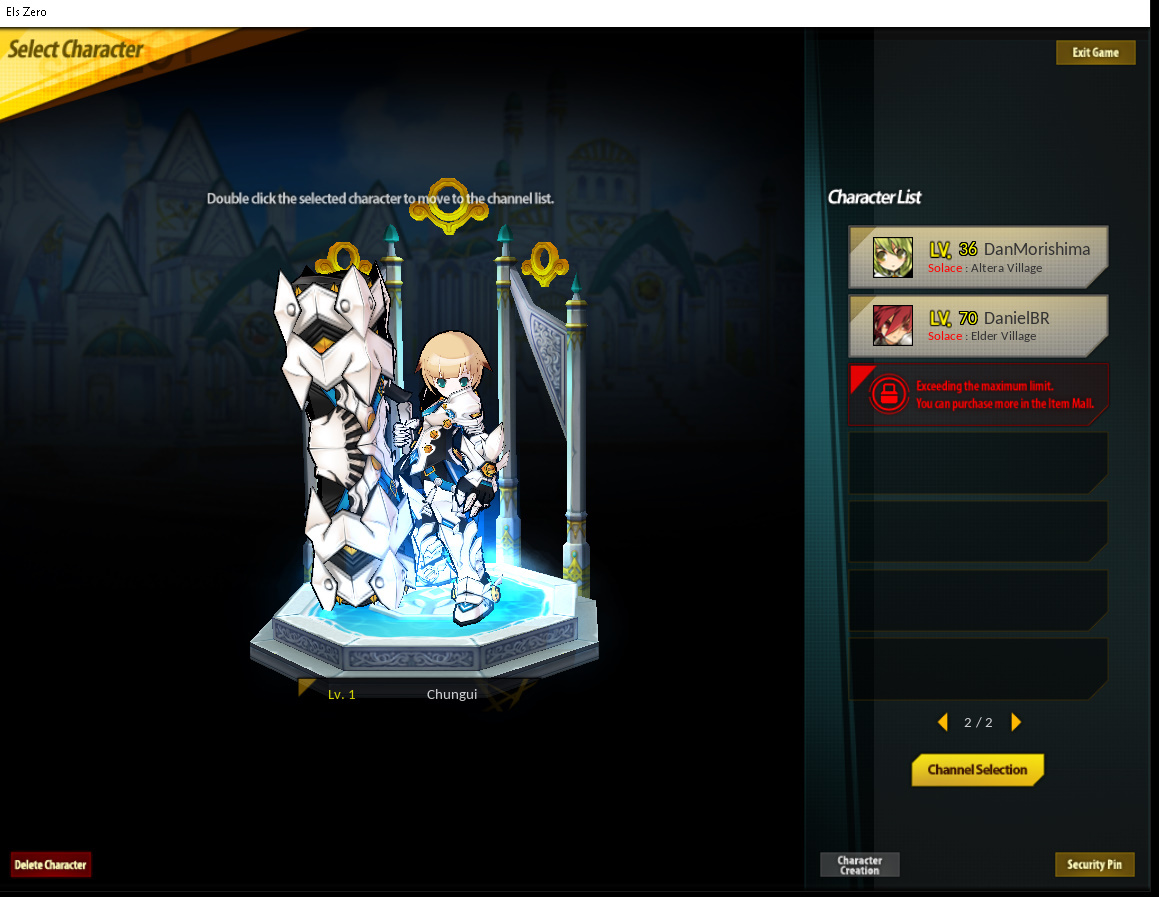 Els Zero
Select Character
Exit Game
Double click the selected character to move to the channel list.
Character List
LV. 36 DanMorishima
Solace : Altera Village
LV. 70 DanielBR
Solace : Elder Village
Exceeding the maximum limit.
You can purchase more in the Item Mall.
Lv. 1 Chungui
2 / 2
Channel Selection
Delete Character
Character
Creation
Security Pin